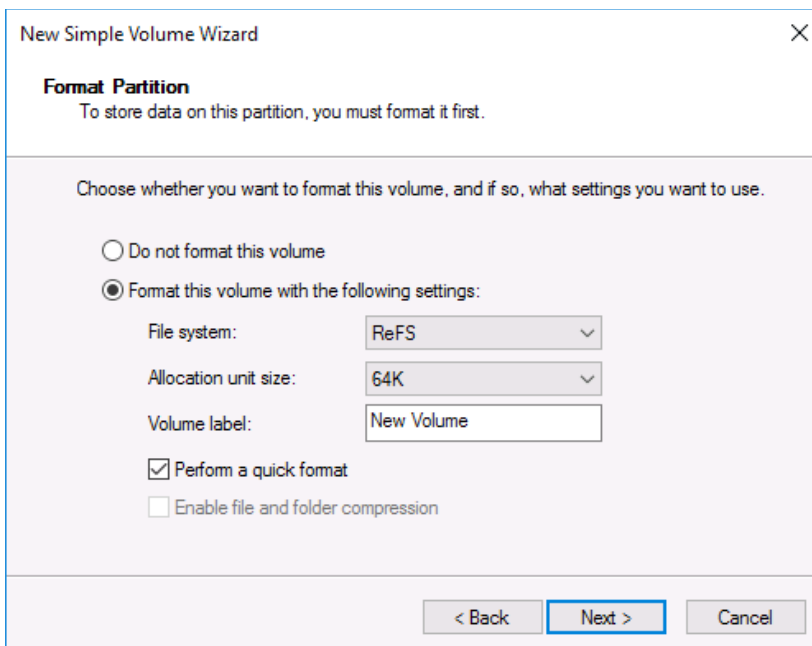 New Simple Volume Wizard
Format Partition
To store data on this partition, you must format it first.
Choose whether you want to format this volume, and if so, what settings you want to use.
Do not format this volume
Format this volume with the following settings:
File system: ReFS
Allocation unit size: 64K
Volume label: New Volume
Perform a quick format
Enable file and folder compression
< Back Next > Cancel